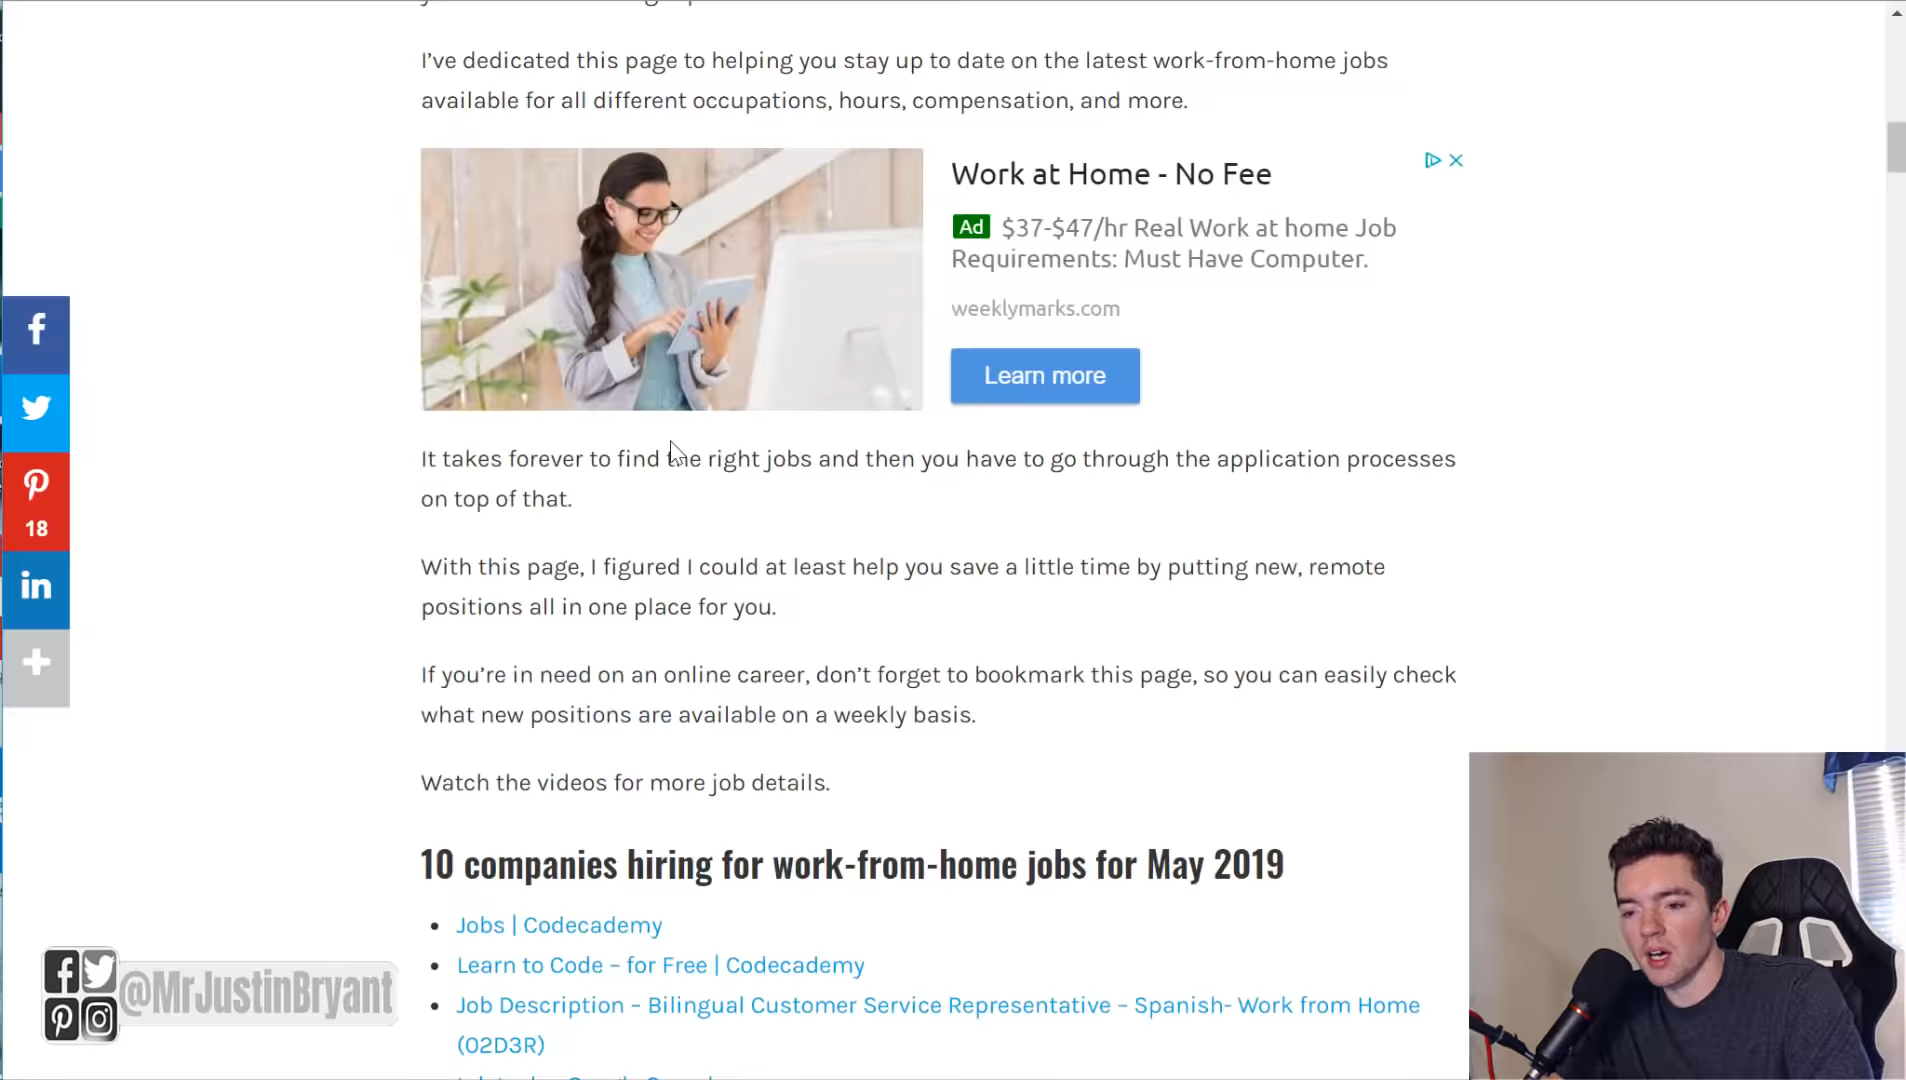 I've dedicated this page to helping you stay up to date on the latest work-from-home jobs
available for all different occupations, hours, compensation, and more.
Work at Home - No Fee
Ad $37-$47/hr Real Work at home Job
Requirements: Must Have Computer.
weeklymarks.com
Learn more
It takes forever to find the right jobs and then you have to go through the application processes
on top of that.
18
With this page, I figured I could at least help you save a little time by putting new, remote
positions all in one place for you.
If you're in need on an online career, don't forget to bookmark this page, so you can easily check
what new positions are available on a weekly basis.
Watch the videos for more job details.
10 companies hiring for work-from-home jobs for May 2019
Jobs | Codecademy
Learn to Code – for Free | Codecademy
Job Description – Bilingual Customer Service Representative – Spanish- Work from Home
(02D3R)
@MrJustinBryant